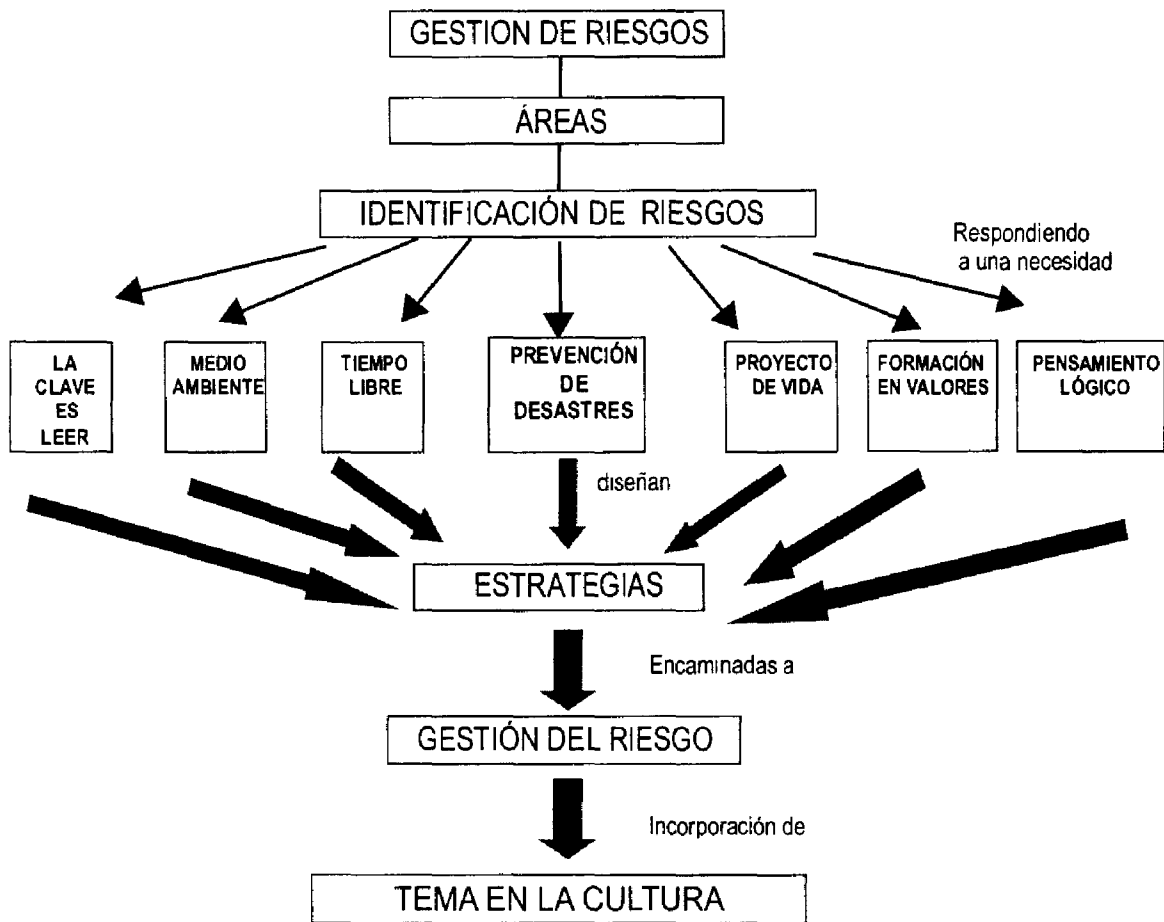 GESTION DE RIESGOS
ÁREAS
IDENTIFICACIÓN DE RIESGOS
Respondiendo
a una necesidad
LA
CLAVE
ES
LEER
MEDIO
AMBIENTE
TIEMPO
LIBRE
PREVENCIÓN
DE
DESASTRES
PROYECTO
DE VIDA
FORMACIÓN
EN VALORES
PENSAMIENTO
LÓGICO
diseñan
ESTRATEGIAS
Encaminadas a
GESTIÓN DEL RIESGO
Incorporación de
TEMA EN LA CULTURA